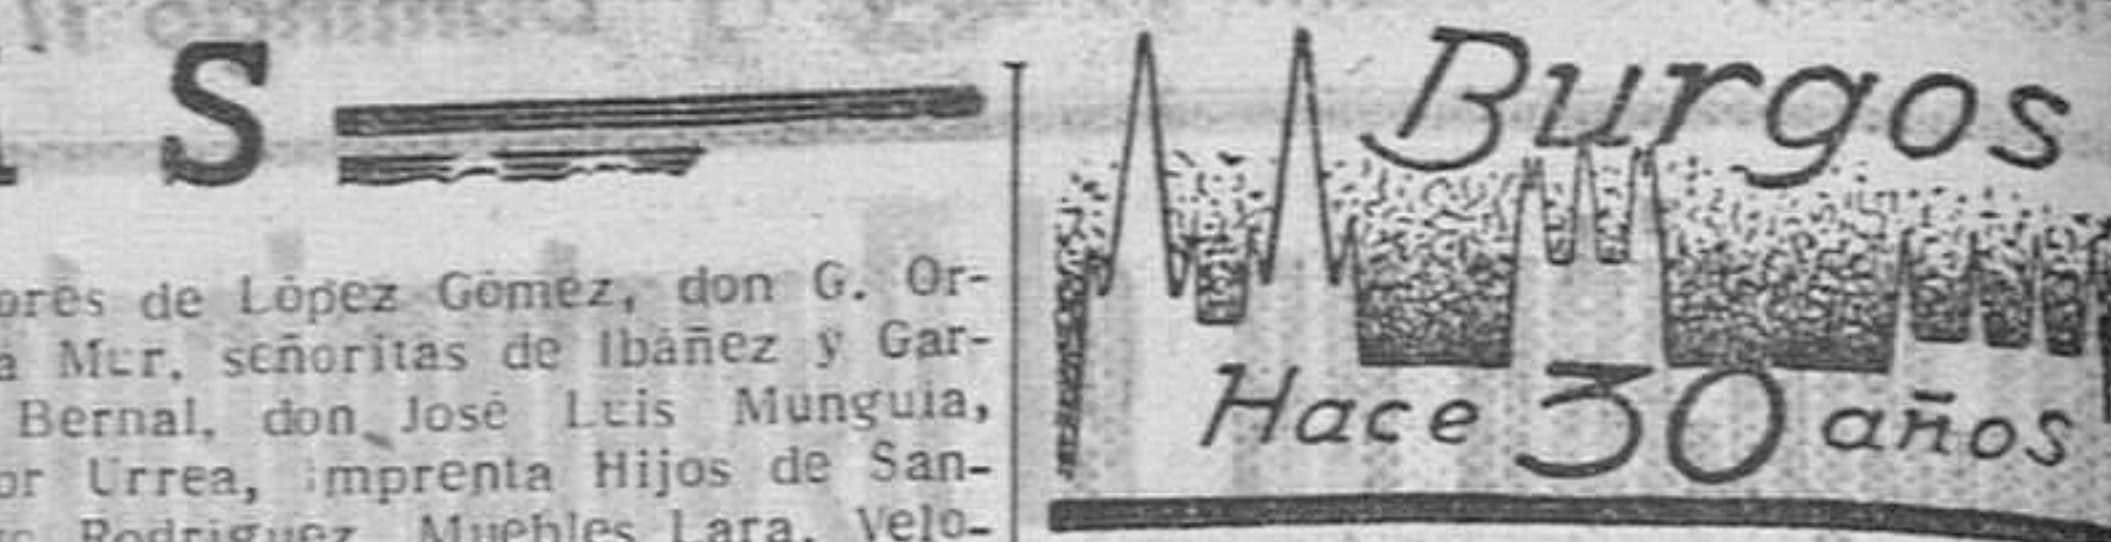 S
ores de López Gómez, don G. Or-
a Mer, señoritas de Ibáñez y Gar-
Bernal, don José Luis Munguía,
or Urrea, imprenta Hijos de San-
Rodríguez, Muebles Lara, Velo-
Burgos
Hace 30 años